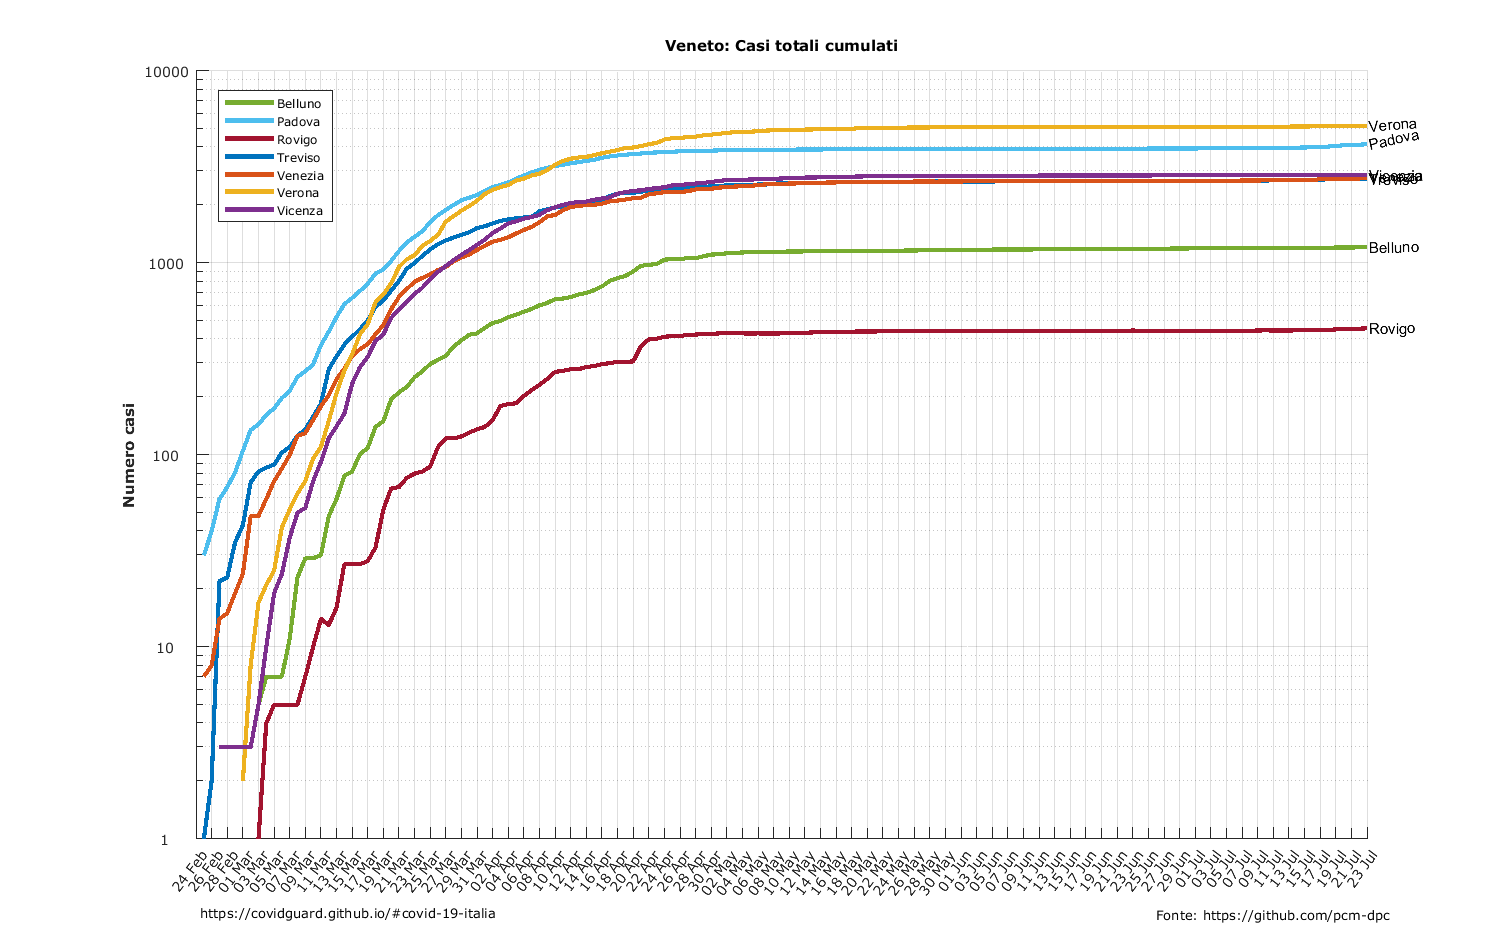 Veneto: Casi totali cumulati
10000
1000
100
10
1
Numero casi
Belluno
Padova
Rovigo
Treviso
Venezia
Verona
Vicenza
Verona
Padova
Vicenza
Venezia
Treviso
Belluno
Rovigo
24 Feb
26 Feb
28 Feb
01 Mar
03 Mar
05 Mar
07 Mar
09 Mar
11 Mar
13 Mar
15 Mar
17 Mar
19 Mar
21 Mar
23 Mar
25 Mar
27 Mar
29 Mar
31 Mar
02 Apr
04 Apr
06 Apr
08 Apr
10 Apr
12 Apr
14 Apr
16 Apr
18 Apr
20 Apr
22 Apr
24 Apr
26 Apr
28 Apr
30 Apr
02 May
04 May
06 May
08 May
10 May
12 May
14 May
16 May
18 May
20 May
22 May
24 May
26 May
28 May
30 May
01 Jun
03 Jun
05 Jun
07 Jun
09 Jun
11 Jun
13 Jun
15 Jun
17 Jun
19 Jun
21 Jun
23 Jun
25 Jun
27 Jun
29 Jun
01 Jul
03 Jul
05 Jul
07 Jul
09 Jul
11 Jul
13 Jul
15 Jul
17 Jul
19 Jul
21 Jul
23 Jul
https://covidguard.github.io/#covid-19-italia
Fonte: https://github.com/pcm-dpc